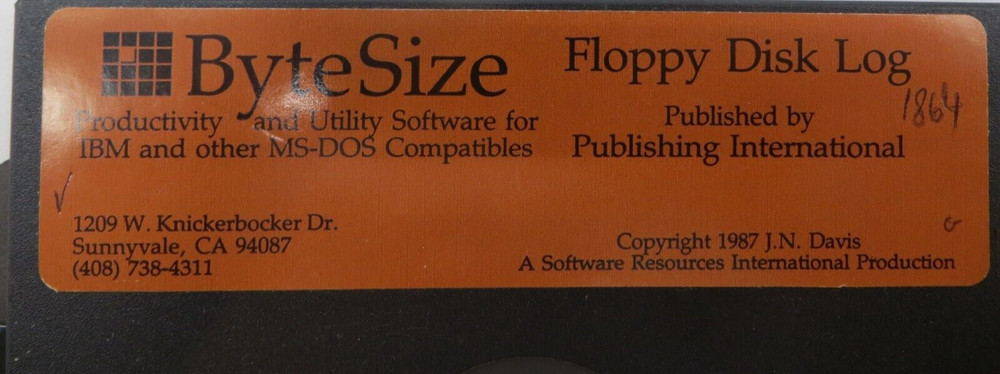 ByteSize
Productivity and Utility Software for
IBM and other MS-DOS Compatibles
1209 W. Knickerbocker Dr.
Sunnyvale, CA 94087
(408) 738-4311
Floppy Disk Log
1864
Published by
Publishing International
Copyright 1987 J.N. Davis
A Software Resources International Production